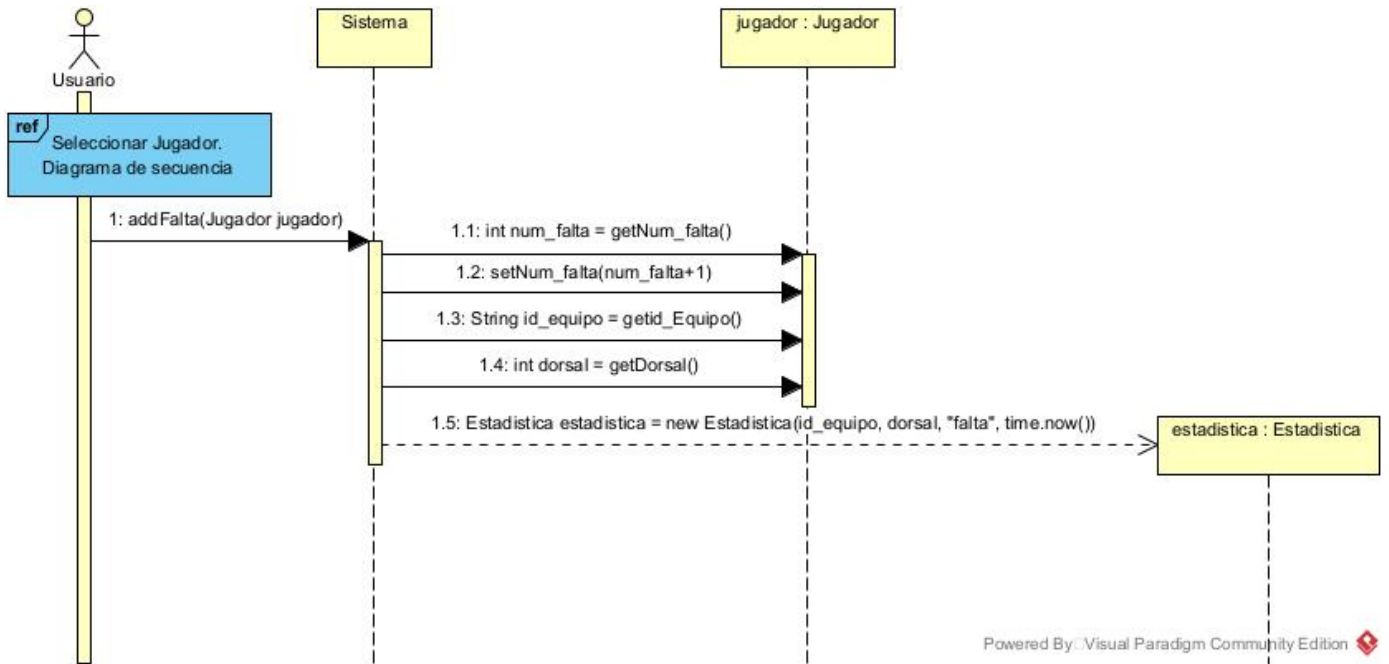 Sistema
jugador : Jugador
Usuario
ref
Seleccionar Jugador.
Diagrama de secuencia
1: addFalta(Jugador jugador)
1.1: int num_falta = getNum_falta()
1.2: setNum_falta(num_falta+1)
1.3: String id_equipo = getid_Equipo()
1.4: int dorsal = getDorsal()
1.5: Estadistica estadistica = new Estadistica(id_equipo, dorsal, "falta", time.now())
estadistica : Estadistica
Powered By Visual Paradigm Community Edition